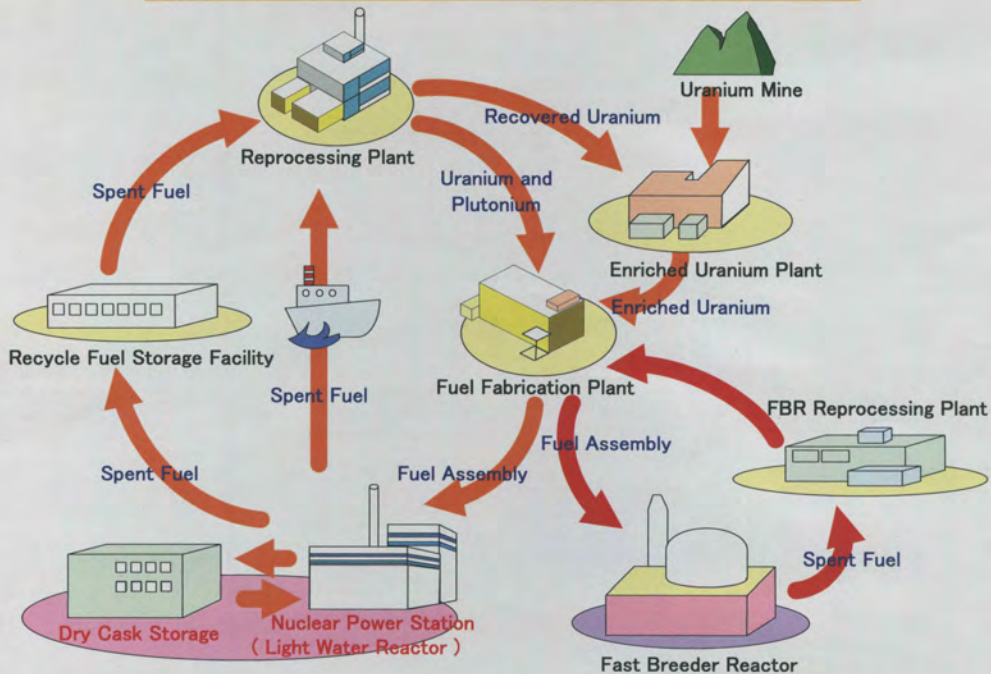 Uranium Mine
Recovered Uranium
Reprocessing Plant
Uranium and
Plutonium
Spent Fuel
Enriched Uranium Plant
Enriched Uranium
Recycle Fuel Storage Facility
Spent Fuel
Fuel Fabrication Plant
FBR Reprocessing Plant
Spent Fuel
Fuel Assembly
Fuel Assembly
Spent Fuel
Dry Cask Storage
Nuclear Power Station
( Light Water Reactor )
Fast Breeder Reactor